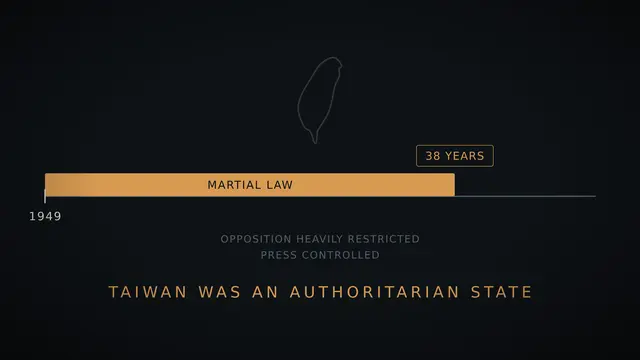 38 YEARS
MARTIAL LAW
1949
OPPOSITION HEAVILY RESTRICTED
PRESS CONTROLLED
TAIWAN WAS AN AUTHORITARIAN STATE